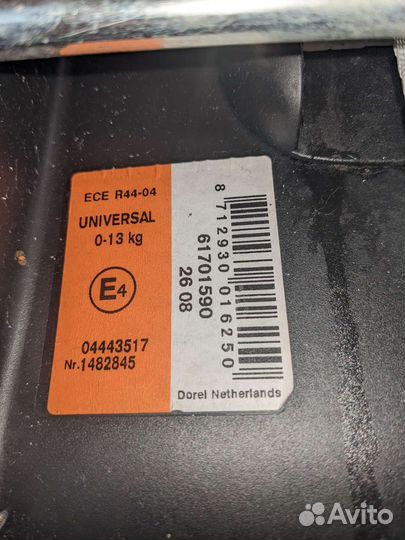 ECE R44-04
UNIVERSAL
0-13 kg
E4
04443517
Nr.1482845
8 712930 016250
61701590
26 08
Dorel Netherlands
Avito